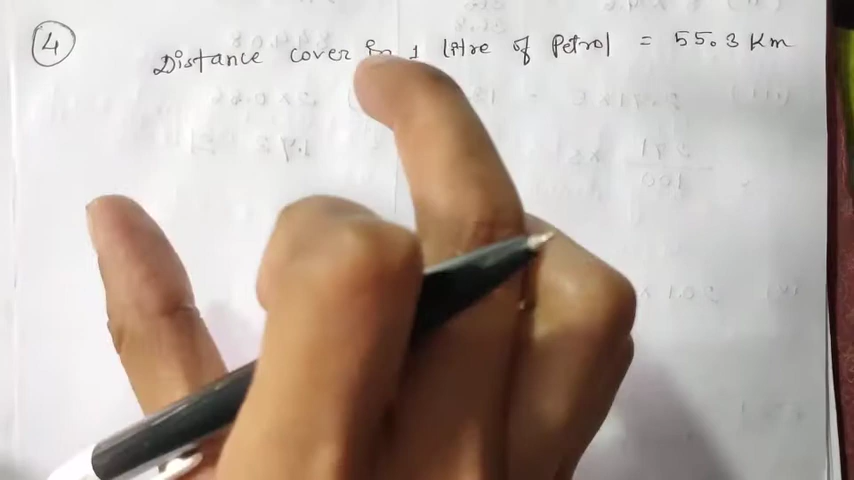 4 Distance cover in 1 litre of Petrol = 55.3 Km